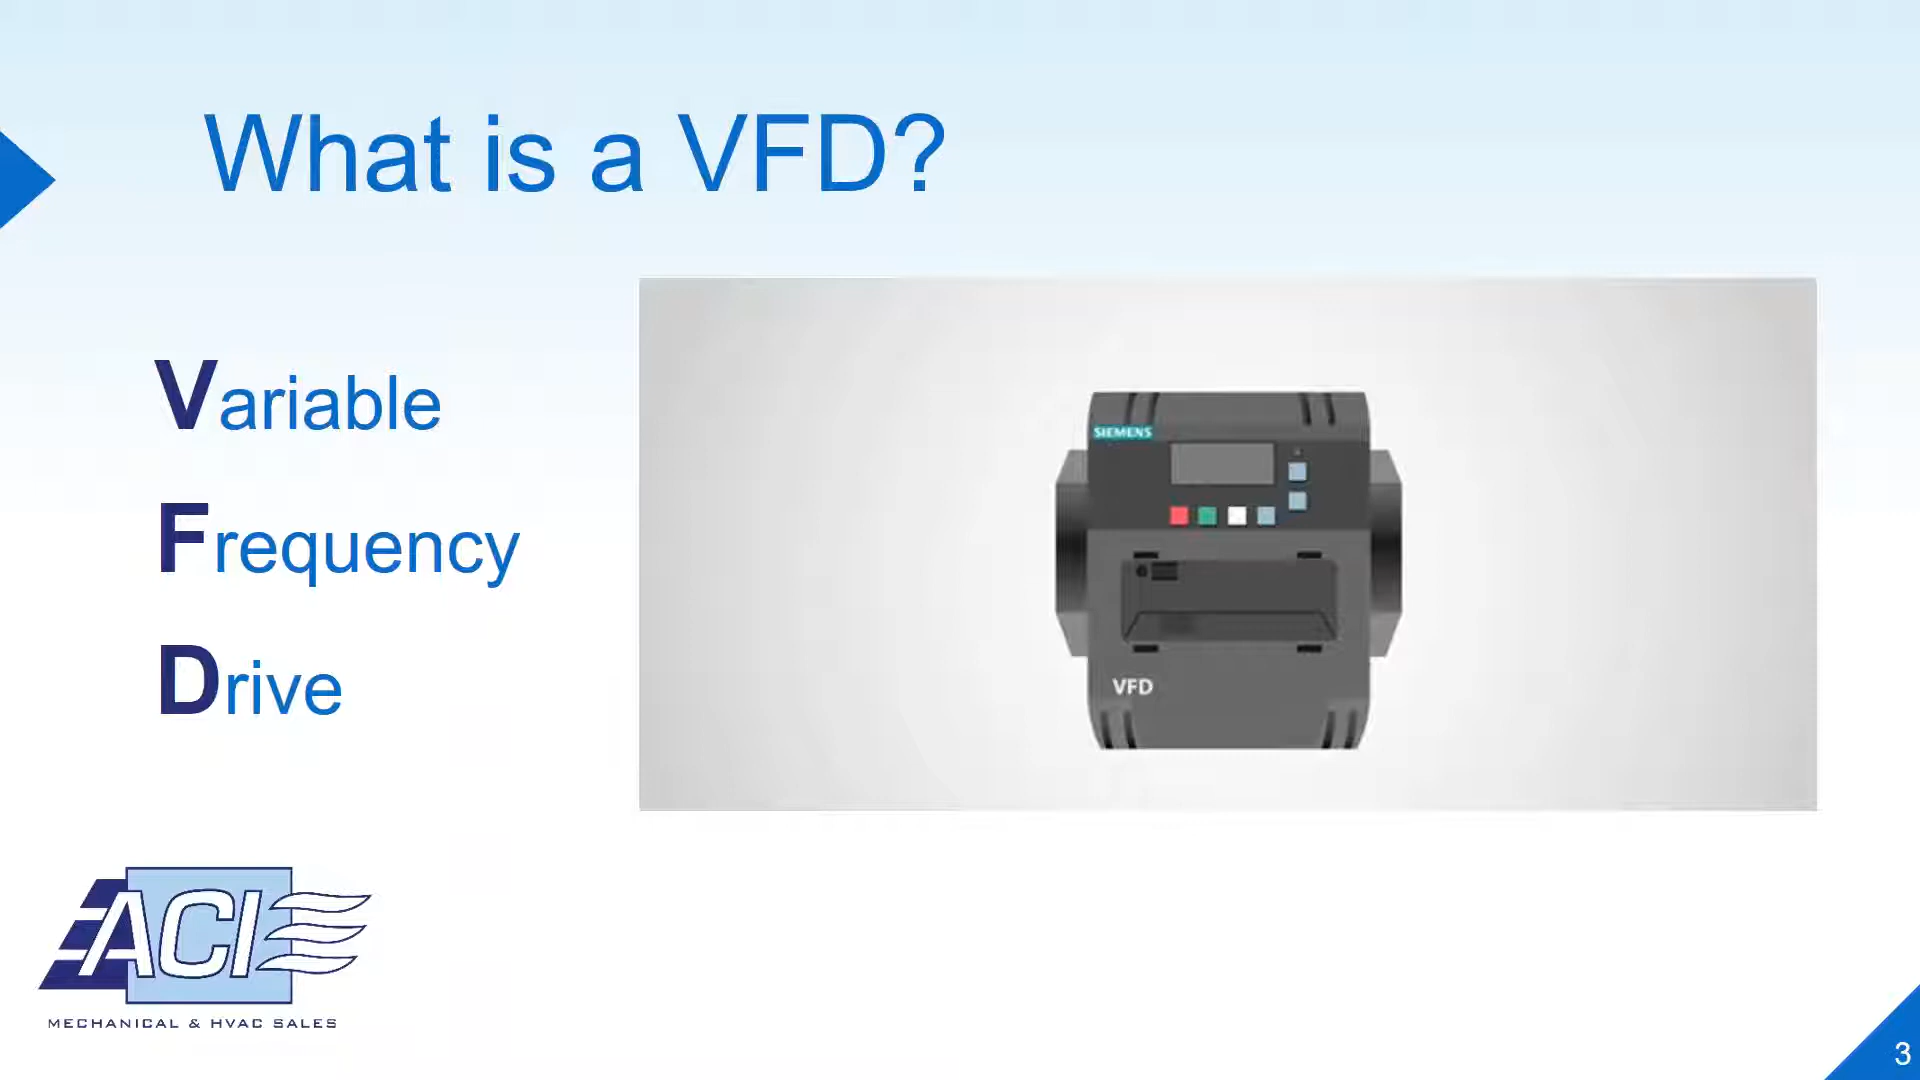 What is a VFD?
Variable
Frequency
Drive
SIEMENS
VFD
ACI
MECHANICAL & HVAC SALES
3